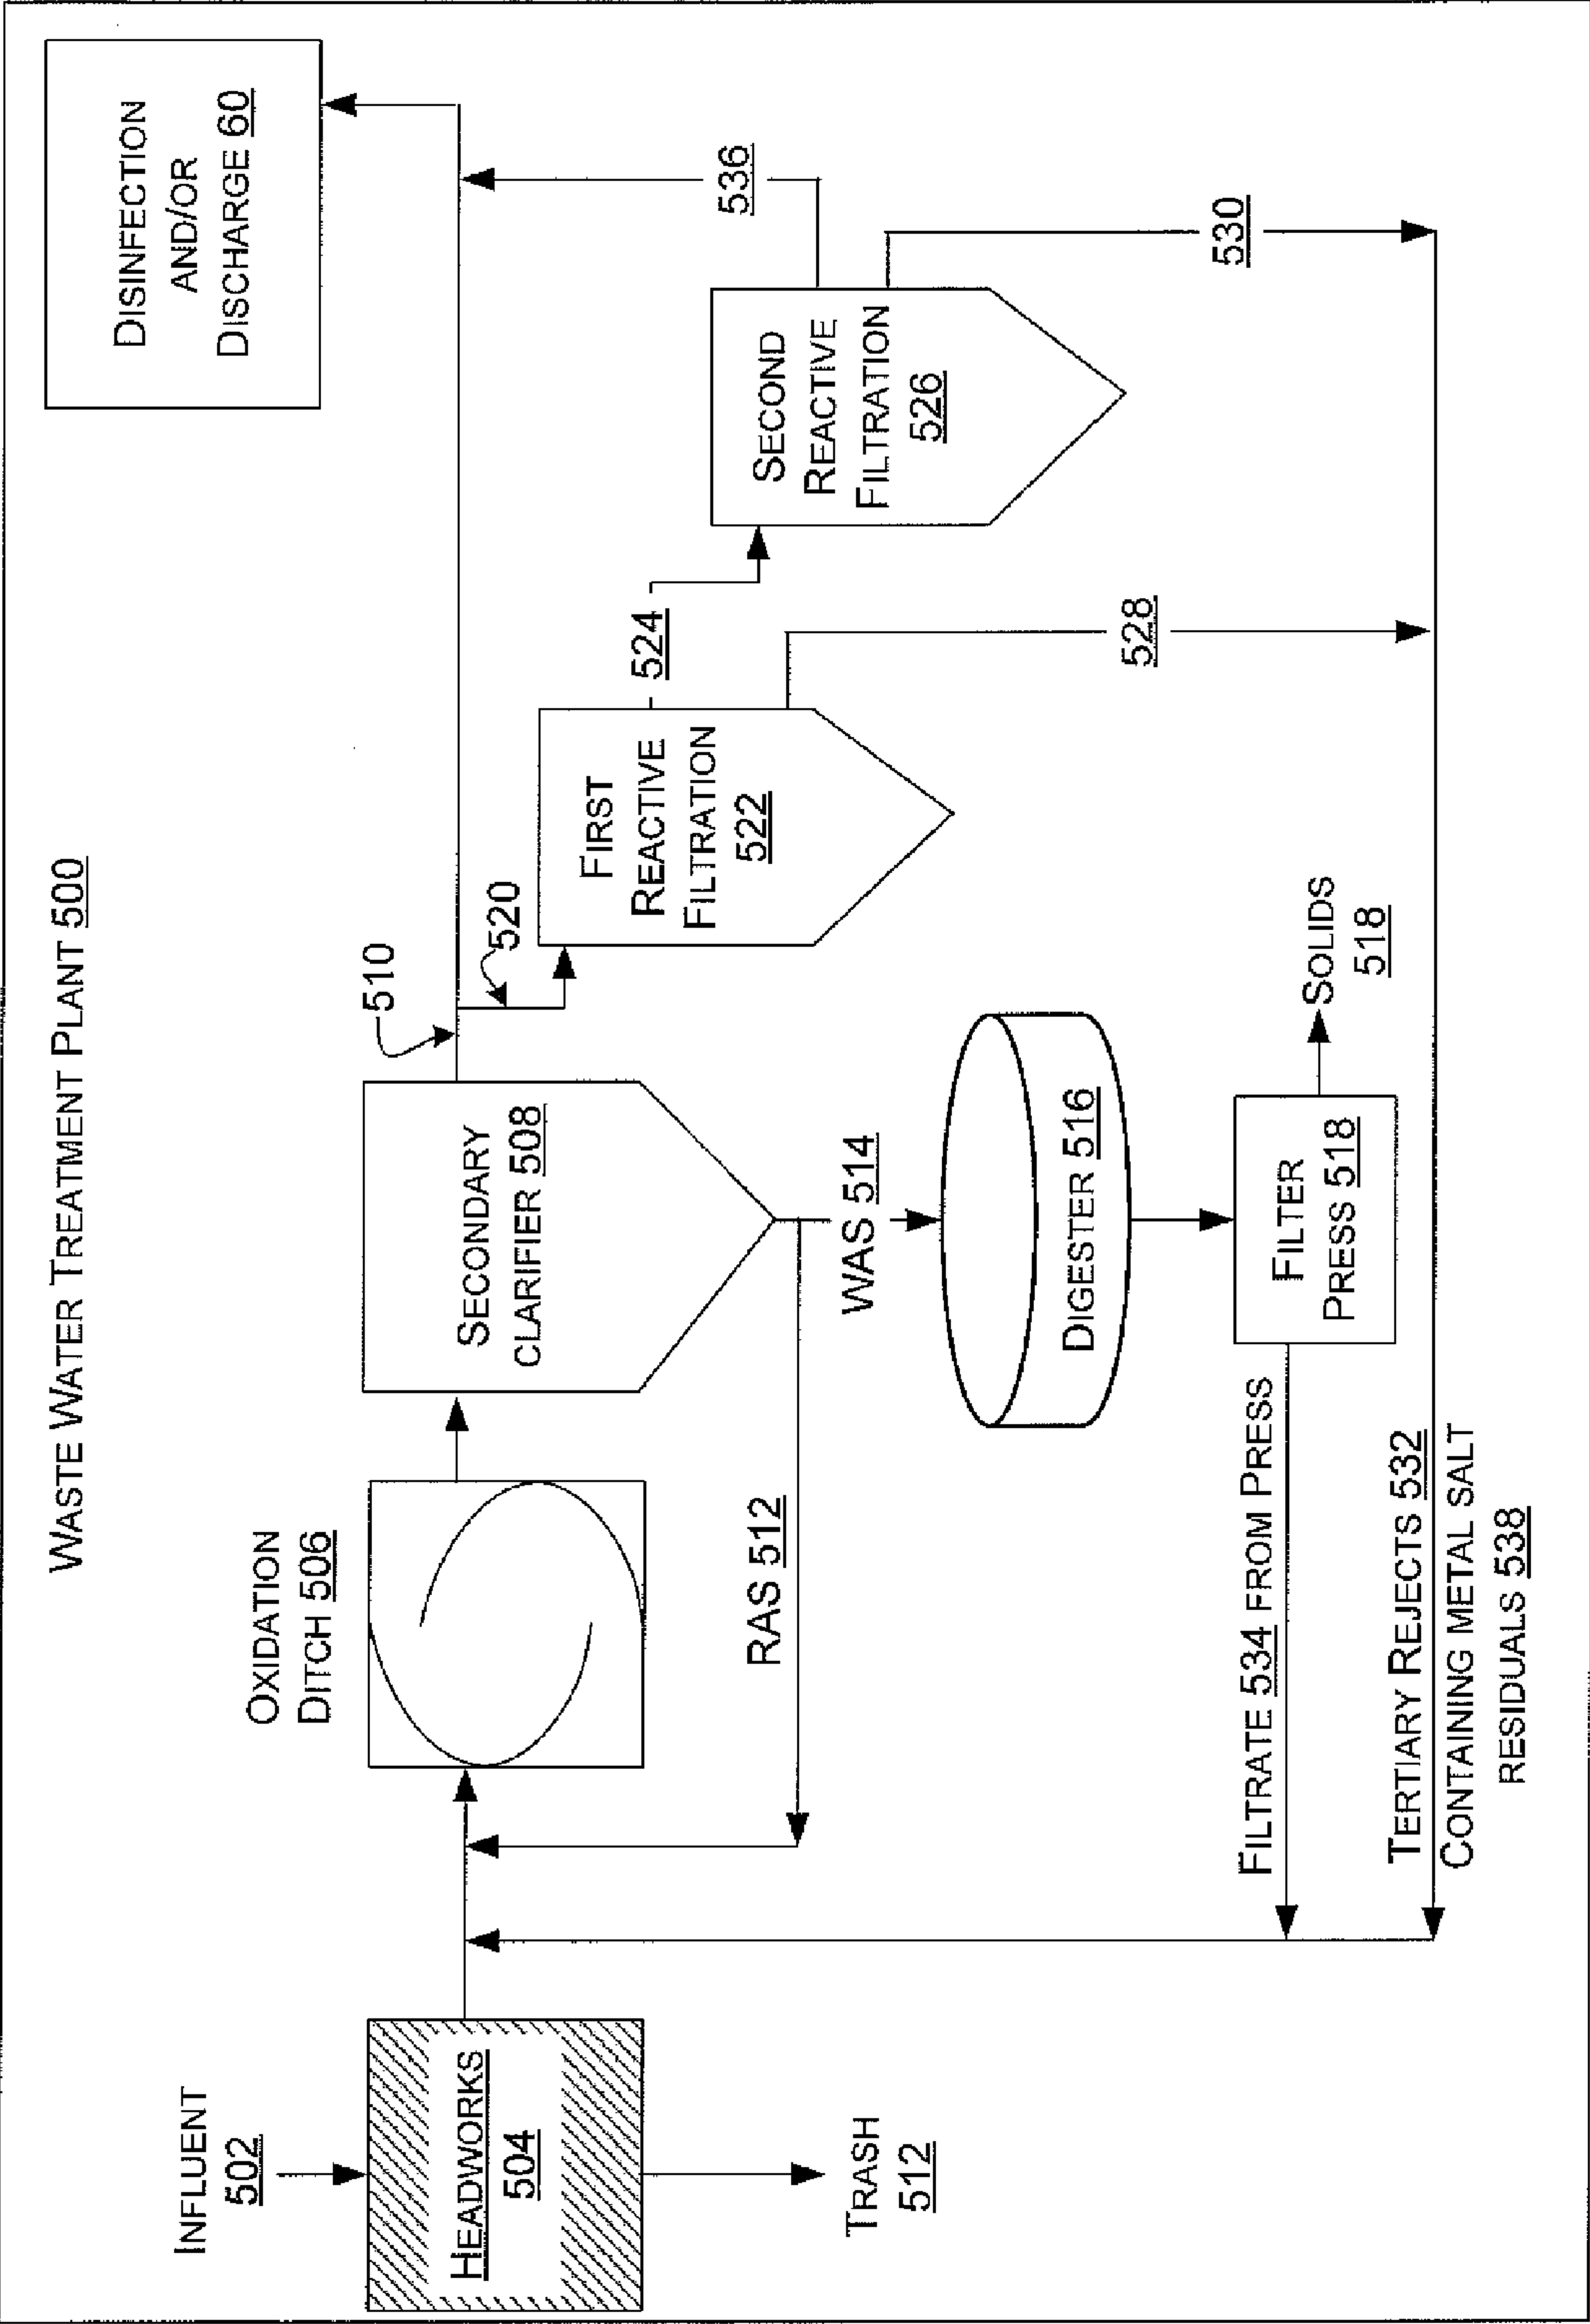 WASTE WATER TREATMENT PLANT 500
INFLUENT
502
HEADWORKS
504
TRASH
512
OXIDATION
DITCH 506
SECONDARY
CLARIFIER 508
510
520
RAS 512
WAS 514
DIGESTER 516
FILTER
PRESS 518
SOLIDS
518
FIRST
REACTIVE
FILTRATION
522
524
528
SECOND
REACTIVE
FILTRATION
526
536
530
DISINFECTION
AND/OR
DISCHARGE 60
FILTRATE 534 FROM PRESS
TERTIARY REJECTS 532
CONTAINING METAL SALT
RESIDUALS 538